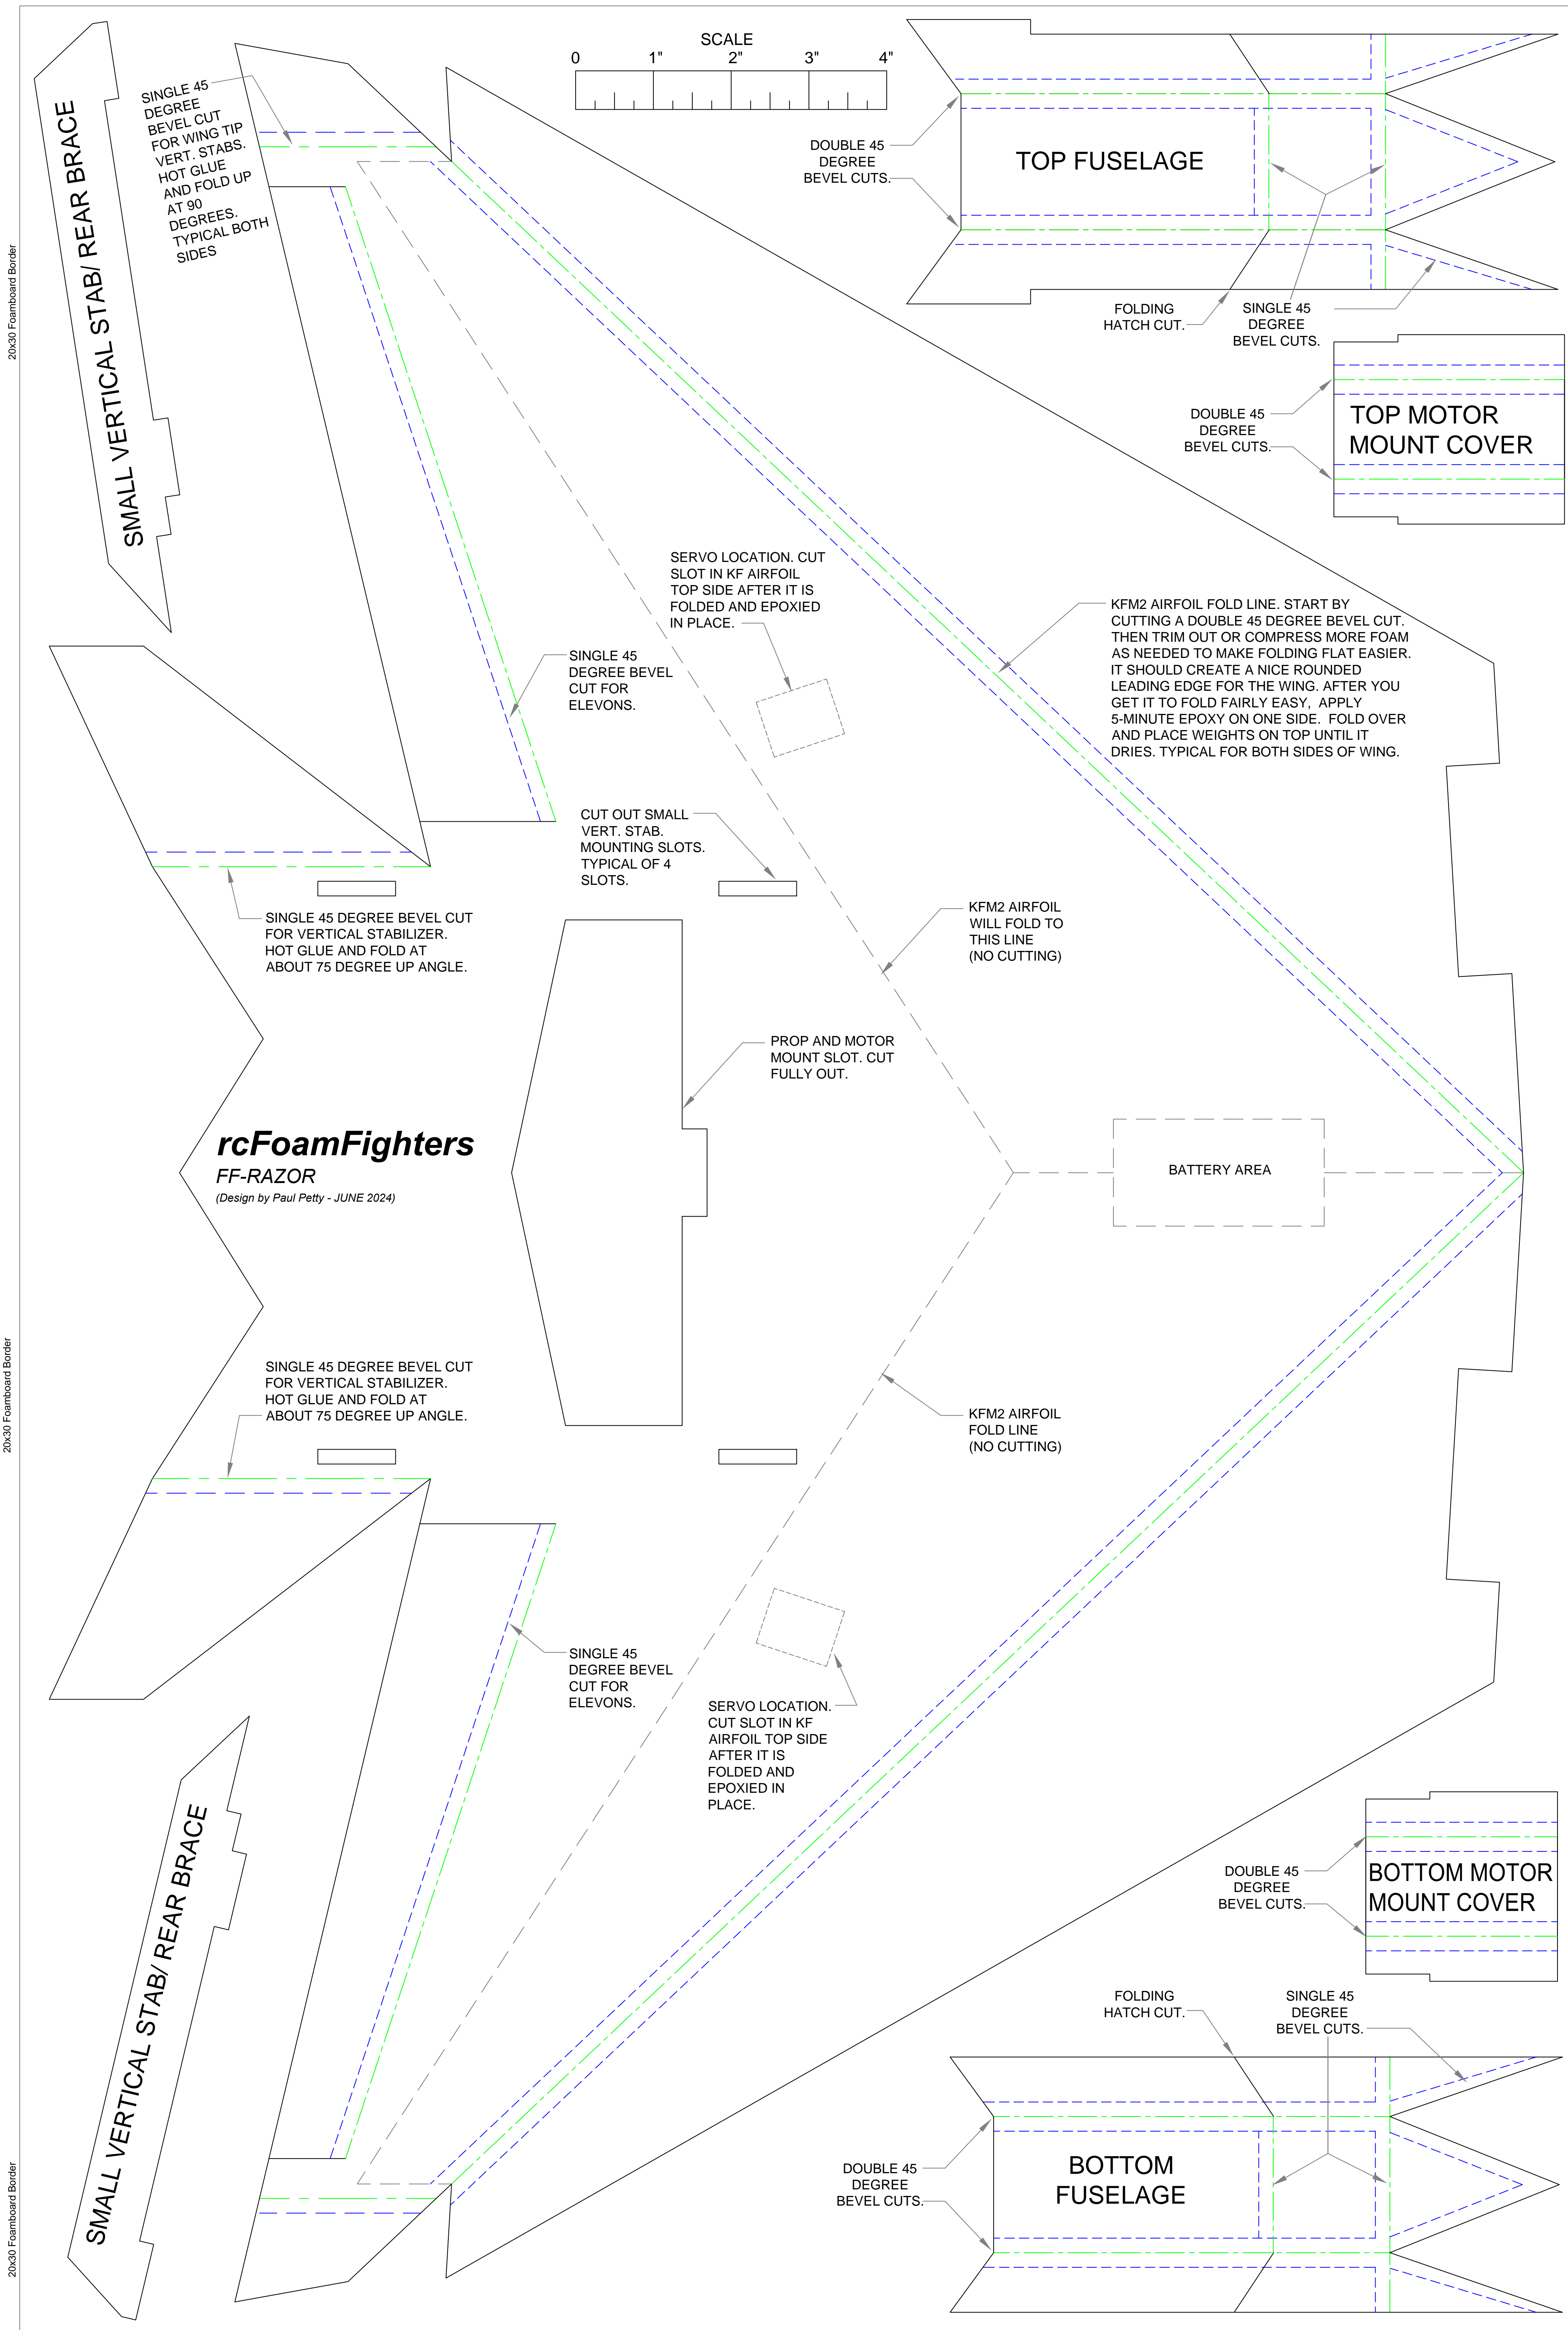 SCALE
0 1" 2" 3" 4"
SMALL VERTICAL STAB/ REAR BRACE
SINGLE 45
DEGREE
BEVEL CUT
FOR WING TIP
VERT. STABS.
HOT GLUE
AND FOLD UP
AT 90
DEGREES.
TYPICAL BOTH
SIDES
DOUBLE 45
DEGREE
BEVEL CUTS.
TOP FUSELAGE
FOLDING
HATCH CUT.
SINGLE 45
DEGREE
BEVEL CUTS.
20x30 Foamboard Border
DOUBLE 45
DEGREE
BEVEL CUTS.
TOP MOTOR
MOUNT COVER
SERVO LOCATION. CUT
SLOT IN KF AIRFOIL
TOP SIDE AFTER IT IS
FOLDED AND EPOXIED
IN PLACE.
KFM2 AIRFOIL FOLD LINE. START BY
CUTTING A DOUBLE 45 DEGREE BEVEL CUT.
THEN TRIM OUT OR COMPRESS MORE FOAM
AS NEEDED TO MAKE FOLDING FLAT EASIER.
IT SHOULD CREATE A NICE ROUNDED
LEADING EDGE FOR THE WING. AFTER YOU
GET IT TO FOLD FAIRLY EASY, APPLY
5-MINUTE EPOXY ON ONE SIDE. FOLD OVER
AND PLACE WEIGHTS ON TOP UNTIL IT
DRIES. TYPICAL FOR BOTH SIDES OF WING.
SINGLE 45
DEGREE BEVEL
CUT FOR
ELEVONS.
CUT OUT SMALL
VERT. STAB.
MOUNTING SLOTS.
TYPICAL OF 4
SLOTS.
SINGLE 45 DEGREE BEVEL CUT
FOR VERTICAL STABILIZER.
HOT GLUE AND FOLD AT
ABOUT 75 DEGREE UP ANGLE.
KFM2 AIRFOIL
WILL FOLD TO
THIS LINE
(NO CUTTING)
PROP AND MOTOR
MOUNT SLOT. CUT
FULLY OUT.
rcFoamFighters
FF-RAZOR
(Design by Paul Petty - JUNE 2024)
BATTERY AREA
20x30 Foamboard Border
SINGLE 45 DEGREE BEVEL CUT
FOR VERTICAL STABILIZER.
HOT GLUE AND FOLD AT
ABOUT 75 DEGREE UP ANGLE.
KFM2 AIRFOIL
FOLD LINE
(NO CUTTING)
SINGLE 45
DEGREE BEVEL
CUT FOR
ELEVONS.
SERVO LOCATION.
CUT SLOT IN KF
AIRFOIL TOP SIDE
AFTER IT IS
FOLDED AND
EPOXIED IN
PLACE.
SMALL VERTICAL STAB/ REAR BRACE
DOUBLE 45
DEGREE
BEVEL CUTS.
BOTTOM MOTOR
MOUNT COVER
FOLDING
HATCH CUT.
SINGLE 45
DEGREE
BEVEL CUTS.
DOUBLE 45
DEGREE
BEVEL CUTS.
BOTTOM
FUSELAGE
20x30 Foamboard Border